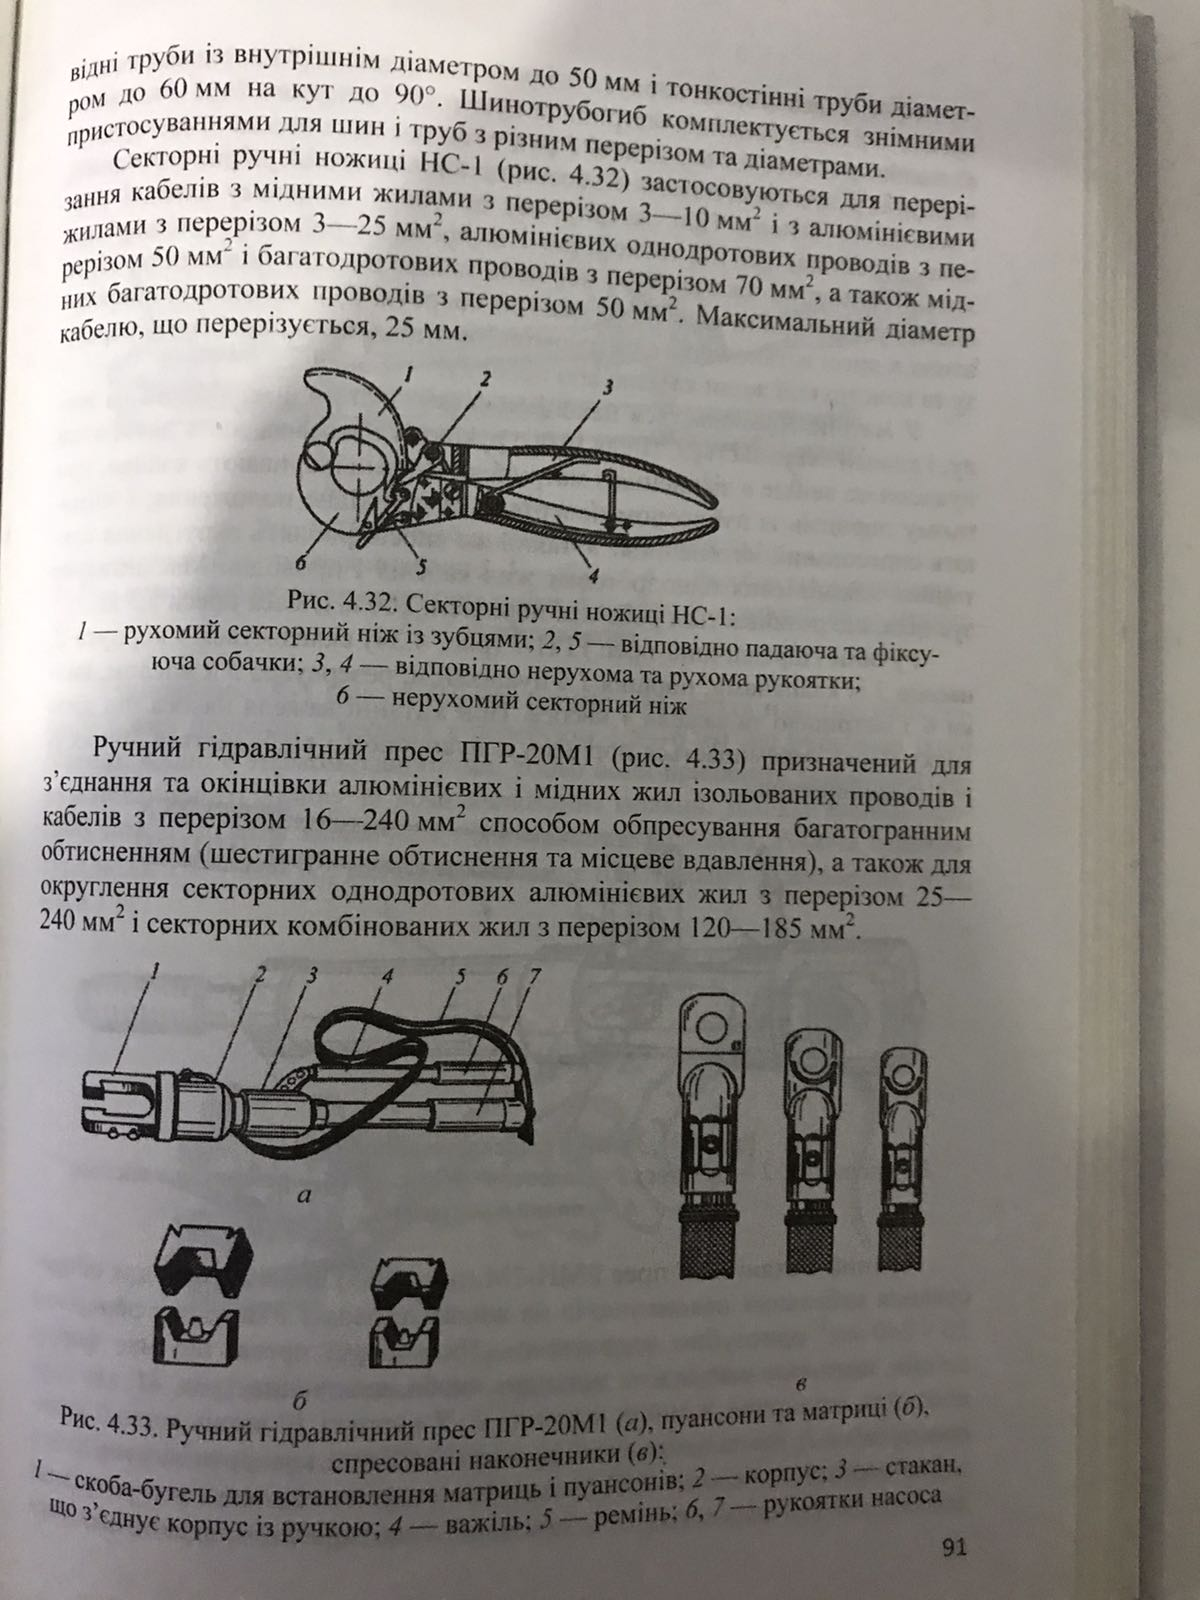 відні труби із внутрішнім діаметром до 50 мм і тонкостінні труби діамет-
ром до 60 мм на кут до 90°. Шинотрубогиб комплектується знімними
пристосуваннями для шин і труб з різним перерізом та діаметрами.
Секторні ручні ножиці НС-1 (рис. 4.32) застосовуються для перері-
зання кабелів з мідними жилами з перерізом 3—10 мм² і з алюмінієвими
жилами з перерізом 3—25 мм², алюмінієвих однодротових проводів з пе-
рерізом 50 мм² і багатодротових проводів з перерізом 70 мм², а також мід-
них багатодротових проводів з перерізом 50 мм². Максимальний діаметр
кабелю, що перерізується, 25 мм.
1 2 3
6 5 4
Рис. 4.32. Секторні ручні ножиці НС-1:
1 — рухомий секторний ніж із зубцями; 2, 5 — відповідно падаюча та фіксу-
юча собачки; 3, 4 — відповідно нерухома та рухома рукоятки;
6 — нерухомий секторний ніж
Ручний гідравлічний прес ПГР-20М1 (рис. 4.33) призначений для
з’єднання та окінцівки алюмінієвих і мідних жил ізольованих проводів і
кабелів з перерізом 16—240 мм² способом обпресування багатогранним
обтисненням (шестигранне обтиснення та місцеве вдавлення), а також для
округлення секторних однодротових алюмінієвих жил з перерізом 25—
240 мм² і секторних комбінованих жил з перерізом 120—185 мм².
1 2 3 4 5 6 7
а
б
в
Рис. 4.33. Ручний гідравлічний прес ПГР-20М1 (а), пуансони та матриці (б),
спресовані наконечники (в):
1 — скоба-бугель для встановлення матриць і пуансонів; 2 — корпус; 3 — стакан,
що з’єднує корпус із ручкою; 4 — важіль; 5 — ремінь; 6, 7 — рукоятки насоса
91